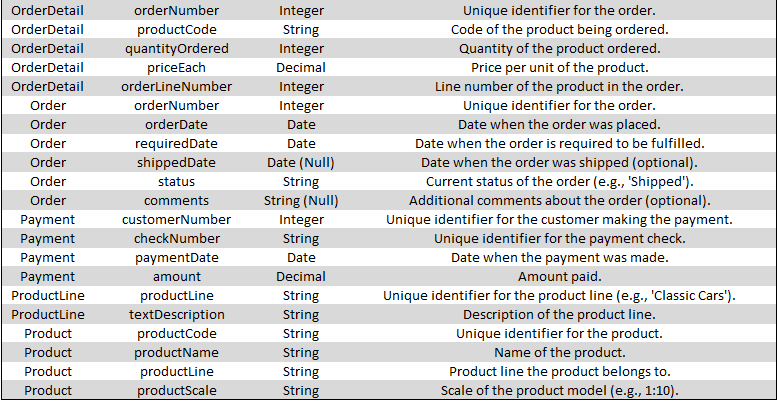 OrderDetail orderNumber Integer Unique identifier for the order.
OrderDetail productCode String Code of the product being ordered.
OrderDetail quantityOrdered Integer Quantity of the product ordered.
OrderDetail priceEach Decimal Price per unit of the product.
OrderDetail orderLineNumber Integer Line number of the product in the order.
Order orderNumber Integer Unique identifier for the order.
Order orderDate Date Date when the order was placed.
Order requiredDate Date Date when the order is required to be fulfilled.
Order shippedDate Date (Null) Date when the order was shipped (optional).
Order status String Current status of the order (e.g., 'Shipped').
Order comments String (Null) Additional comments about the order (optional).
Payment customerNumber Integer Unique identifier for the customer making the payment.
Payment checkNumber String Unique identifier for the payment check.
Payment paymentDate Date Date when the payment was made.
Payment amount Decimal Amount paid.
ProductLine productLine String Unique identifier for the product line (e.g., 'Classic Cars').
ProductLine textDescription String Description of the product line.
Product productCode String Unique identifier for the product.
Product productName String Name of the product.
Product productLine String Product line the product belongs to.
Product productScale String Scale of the product model (e.g., 1:10).